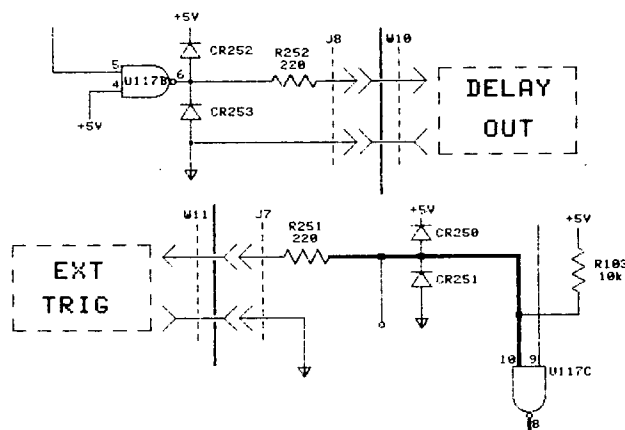 +5V
CR252
R252
220
J8
W10
5
4
U117B
6
+5V
CR253
DELAY
OUT
W11
J7
R251
220
+5V
CR250
CR251
+5V
R103
10k
EXT
TRIG
10
9
U117C
8